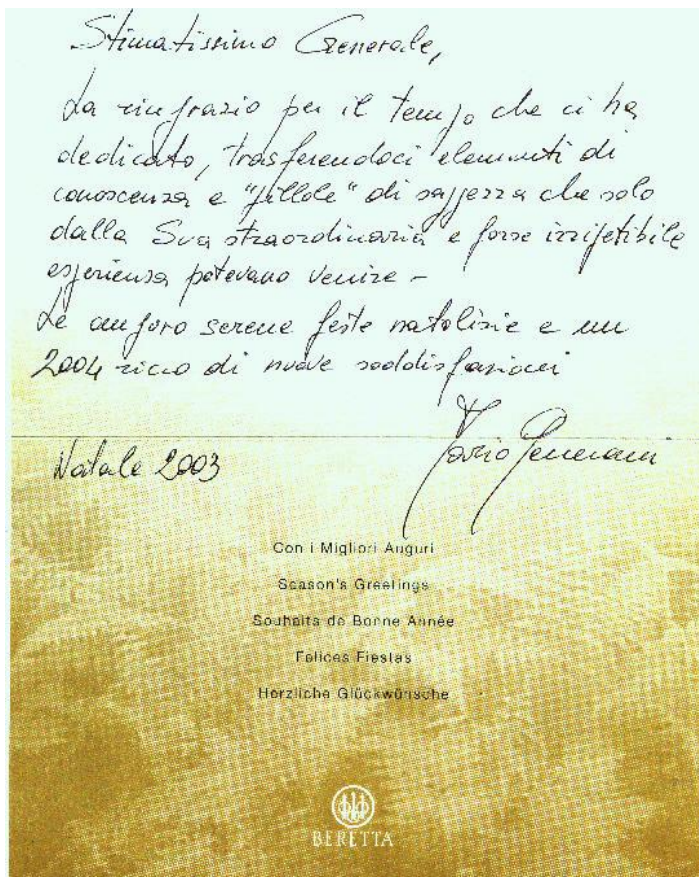 Stimatissimo Generale,
La ringrazio per il tempo che ci ha
dedicato, trasferendoci elementi di
conoscenza e "pillole" di saggezza che solo
dalla Sua straordinaria e forse irripetibile
esperienza potevano venire -
Le auguro serene feste natalizie e un
2004 ricco di nuove soddisfazioni
Natale 2003
Con i Migliori Auguri
Season's Greetings
Souhaits de Bonne Année
Felices Fiestas
Herzliche Glückwünsche
BERETTA